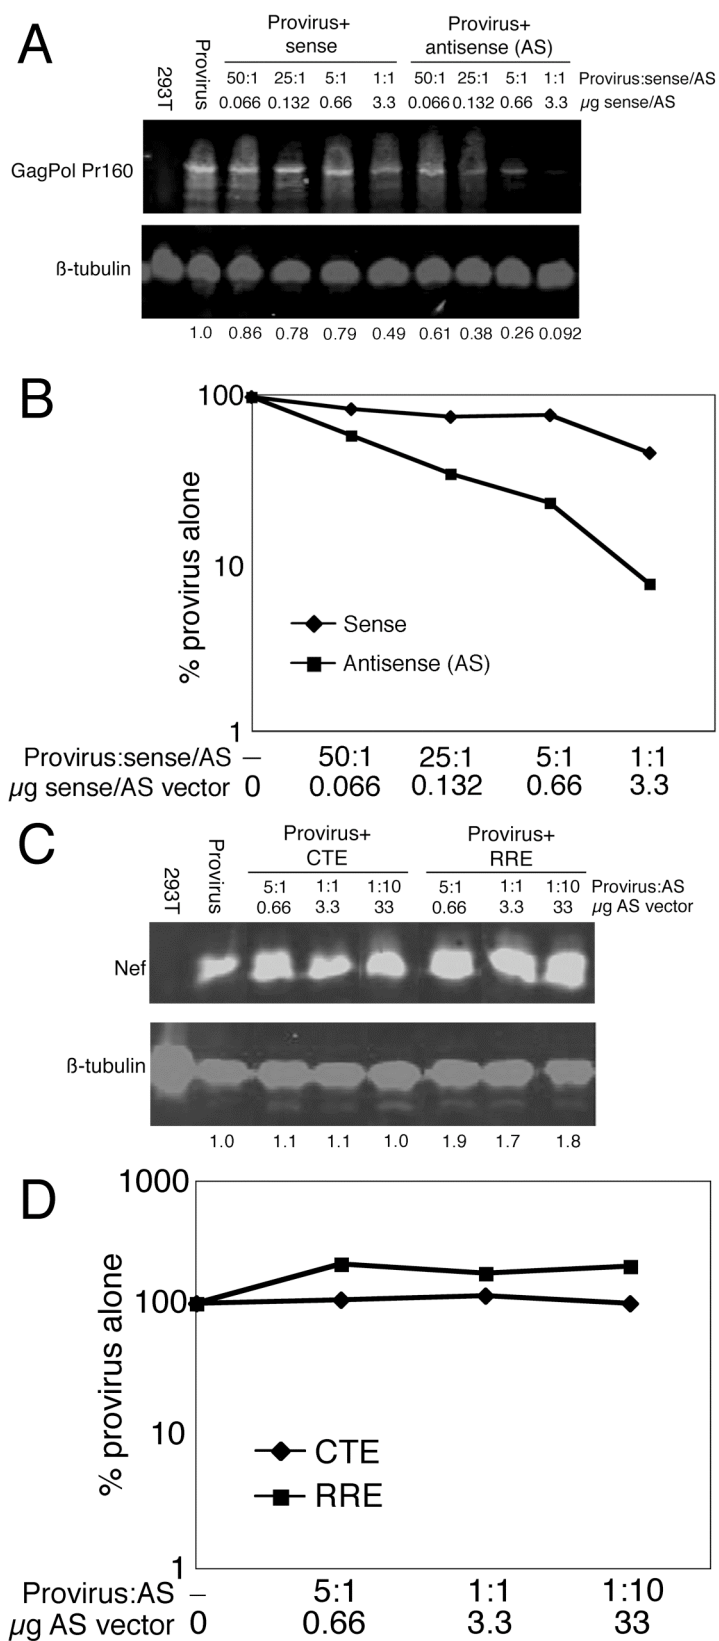 A
Provirus+
sense
Provirus+
antisense (AS)
293T
Provirus
50:1 25:1 5:1 1:1 50:1 25:1 5:1 1:1 Provirus:sense/AS
0.066 0.132 0.66 3.3 0.066 0.132 0.66 3.3 µg sense/AS
GagPol Pr160
ß-tubulin
1.0 0.86 0.78 0.79 0.49 0.61 0.38 0.26 0.092
B
100
10
1
% provirus alone
Sense
Antisense (AS)
Provirus:sense/AS – 50:1 25:1 5:1 1:1
µg sense/AS vector 0 0.066 0.132 0.66 3.3
C
Provirus+
CTE
Provirus+
RRE
293T
Provirus
5:1 1:1 1:10 5:1 1:1 1:10 Provirus:AS
0.66 3.3 33 0.66 3.3 33 µg AS vector
Nef
ß-tubulin
1.0 1.1 1.1 1.0 1.9 1.7 1.8
D
1000
100
10
1
% provirus alone
CTE
RRE
Provirus:AS – 5:1 1:1 1:10
µg AS vector 0 0.66 3.3 33